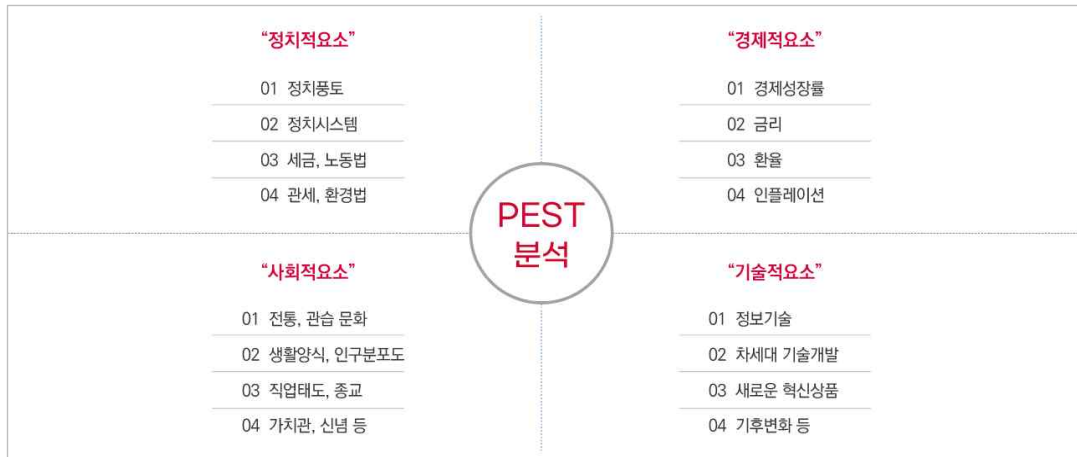 “정치적요소”
01 정치풍토
02 정치시스템
03 세금, 노동법
04 관세, 환경법
“경제적요소”
01 경제성장률
02 금리
03 환율
04 인플레이션
PEST
분석
“사회적요소”
01 전통, 관습 문화
02 생활양식, 인구분포도
03 직업태도, 종교
04 가치관, 신념 등
“기술적요소”
01 정보기술
02 차세대 기술개발
03 새로운 혁신상품
04 기후변화 등